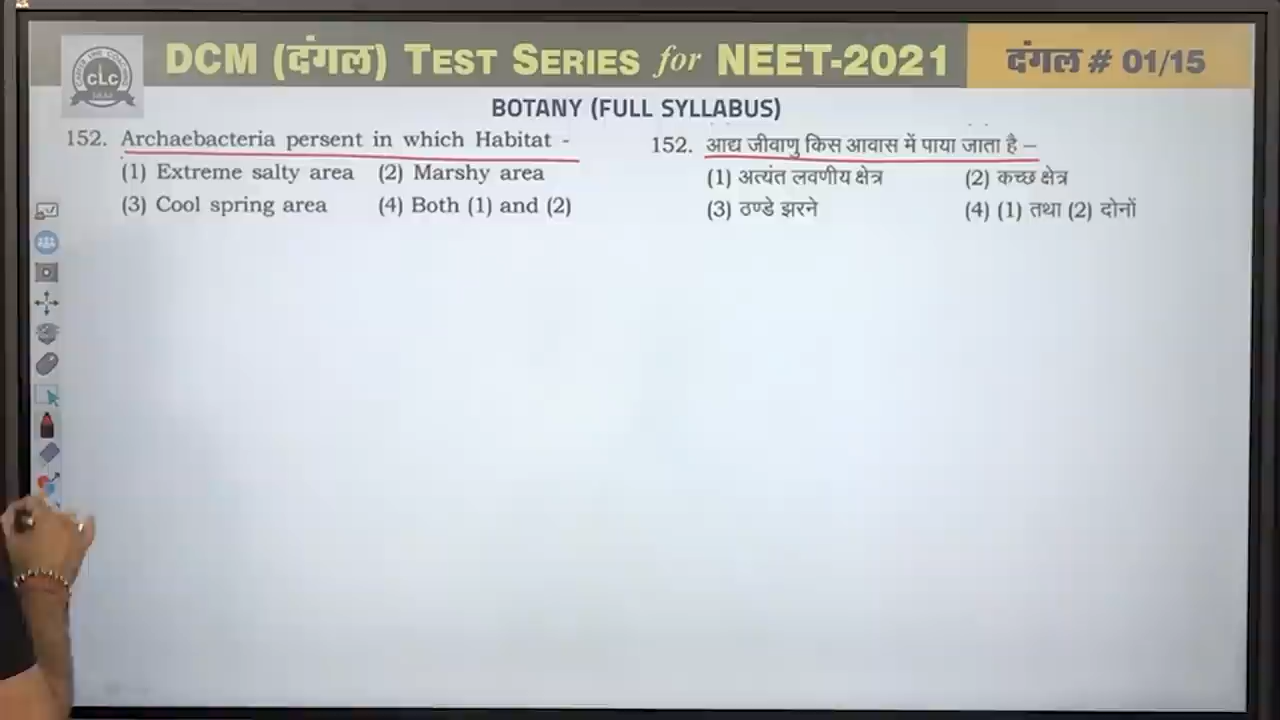 CLC
DCM (दंगल) TEST SERIES for NEET-2021
दंगल # 01/15
BOTANY (FULL SYLLABUS)
152. Archaebacteria persent in which Habitat -
(1) Extreme salty area (2) Marshy area
(3) Cool spring area (4) Both (1) and (2)
152. आद्य जीवाणु किस आवास में पाया जाता है –
(1) अत्यंत लवणीय क्षेत्र (2) कच्छ क्षेत्र
(3) ठण्डे झरने (4) (1) तथा (2) दोनों